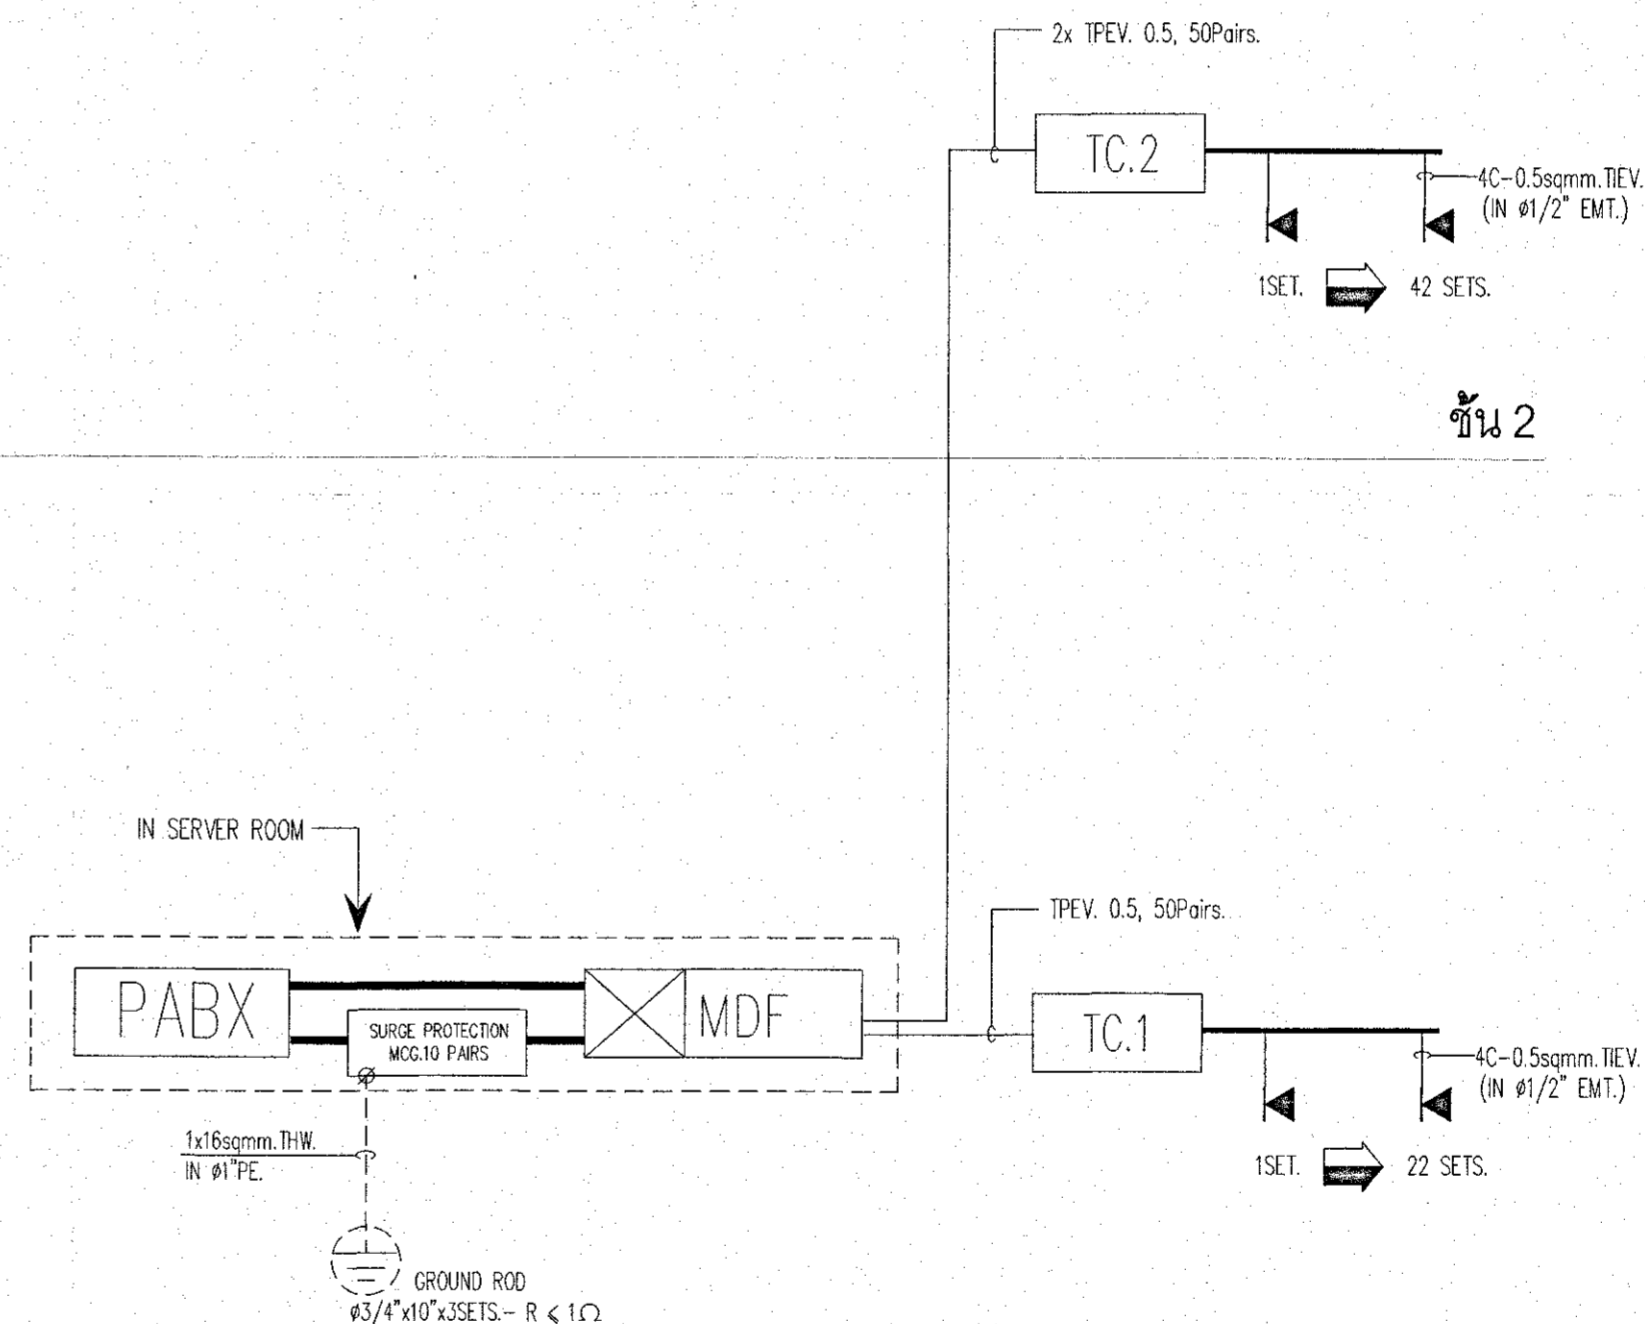 2x TPEV. 0.5, 50Pairs.
TC.2
4C-0.5sqmm.TIEV.
(IN ø1/2" EMT.)
1SET.
42 SETS.
ชั้น 2
IN SERVER ROOM
TPEV. 0.5, 50Pairs.
PABX
SURGE PROTECTION
MCG.10 PAIRS
MDF
TC.1
4C-0.5sqmm.TIEV.
(IN ø1/2" EMT.)
1x16sqmm.THW.
IN ø1"PE.
1SET.
22 SETS.
GROUND ROD
ø3/4"x10"x3SETS.- R ⩽ 1Ω